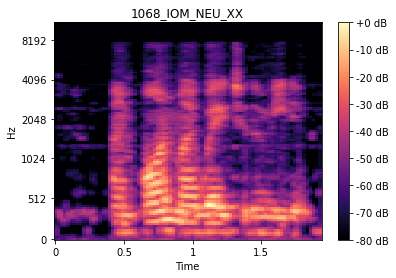 1068_IOM_NEU_XX
+0 dB
8192
-10 dB
4096
-20 dB
-30 dB
2048
Hz
-40 dB
1024
-50 dB
512
-60 dB
-70 dB
0
-80 dB
0 0.5 1 1.5
Time